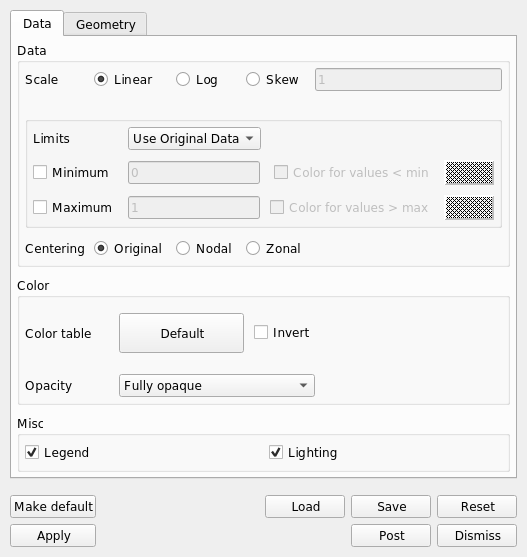 Data Geometry
Data
Scale Linear Log Skew 1
Limits Use Original Data
Minimum 0 Color for values < min
Maximum 1 Color for values > max
Centering Original Nodal Zonal
Color
Color table Default Invert
Opacity Fully opaque
Misc
Legend Lighting
Make default Load Save Reset
Apply Post Dismiss